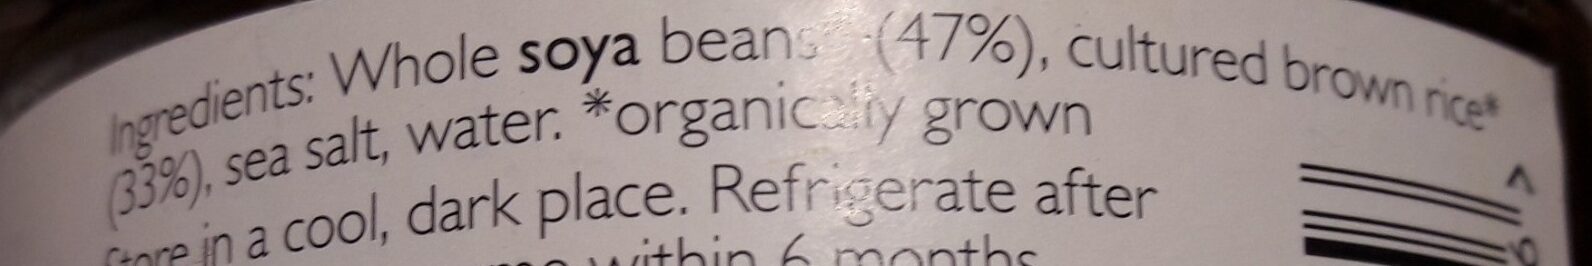 Ingredients: Whole soya beans* (47%), cultured brown rice*
(33%), sea salt, water. *organically grown
Store in a cool, dark place. Refrigerate after
within 6 months